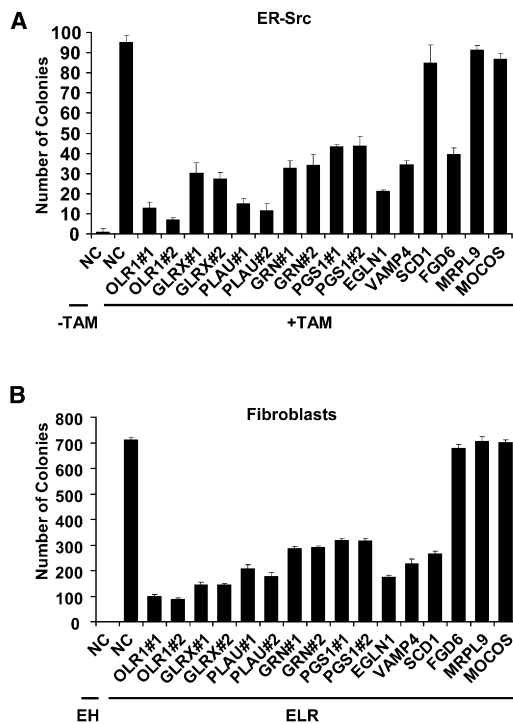 A
ER-Src
Number of Colonies
100
90
80
70
60
50
40
30
20
10
0
NC
NC
OLR1#1
OLR1#2
GLRX#1
GLRX#2
PLAU#1
PLAU#2
GRN#1
GRN#2
PGS1#1
PGS1#2
EGLN1
VAMP4
SCD1
FGD6
MRPL9
MOCOS
-TAM
+TAM
B
Fibroblasts
Number of Colonies
800
700
600
500
400
300
200
100
0
NC
NC
OLR1#1
OLR1#2
GLRX#1
GLRX#2
PLAU#1
PLAU#2
GRN#1
GRN#2
PGS1#1
PGS1#2
EGLN1
VAMP4
SCD1
FGD6
MRPL9
MOCOS
EH
ELR